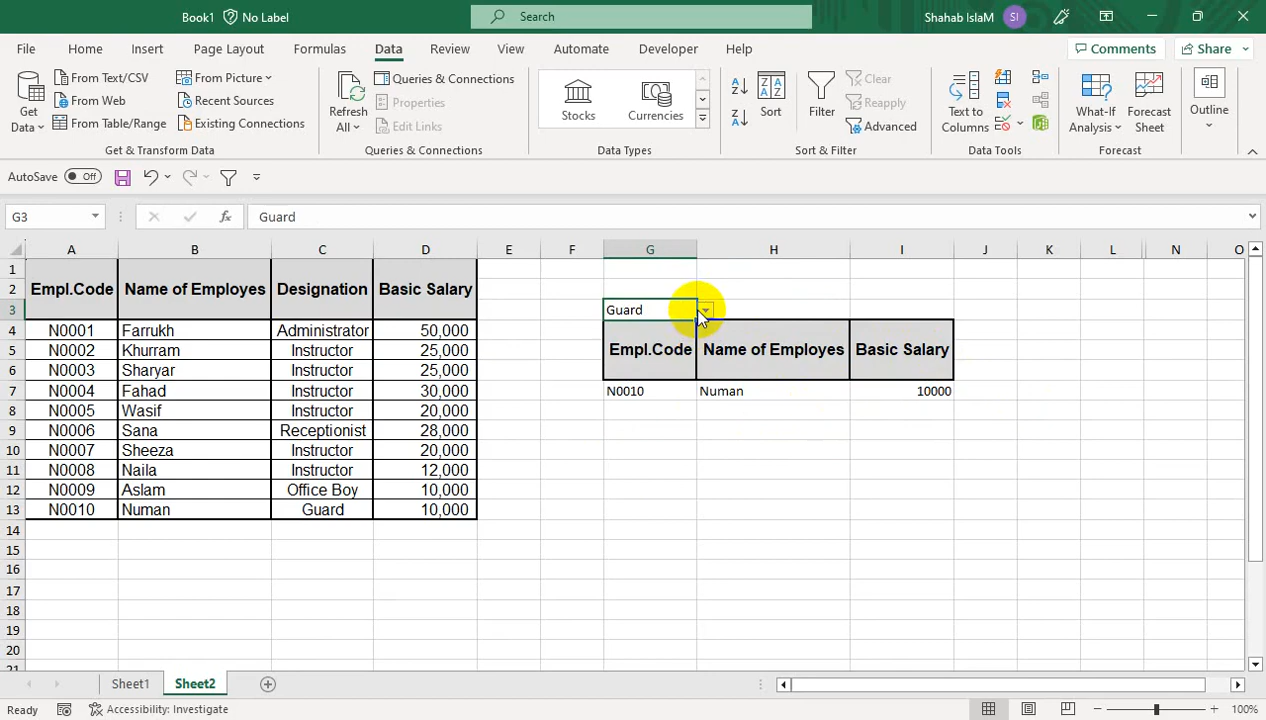 Book1 No Label Search Shahab IslaM SI
File Home Insert Page Layout Formulas Data Review View Automate Developer Help Comments Share
Get Data From Text/CSV From Web From Table/Range From Picture Recent Sources Existing Connections
Refresh All Queries & Connections Properties Edit Links
Stocks Currencies
Sort Filter Clear Reapply Advanced
Text to Columns What-If Analysis Forecast Sheet Outline
Get & Transform Data Queries & Connections Data Types Sort & Filter Data Tools Forecast
AutoSave Off
G3 fx Guard
A B C D E F G H I J K L M N O
1
2 Empl.Code Name of Employes Designation Basic Salary
3 Guard
4 N0001 Farrukh Administrator 50,000
5 N0002 Khurram Instructor 25,000 Empl.Code Name of Employes Basic Salary
6 N0003 Sharyar Instructor 25,000
7 N0004 Fahad Instructor 30,000 N0010 Numan 10000
8 N0005 Wasif Instructor 20,000
9 N0006 Sana Receptionist 28,000
10 N0007 Sheeza Instructor 20,000
11 N0008 Naila Instructor 12,000
12 N0009 Aslam Office Boy 10,000
13 N0010 Numan Guard 10,000
14
15
16
17
18
19
20
21
Sheet1 Sheet2
Ready Accessibility: Investigate 100%